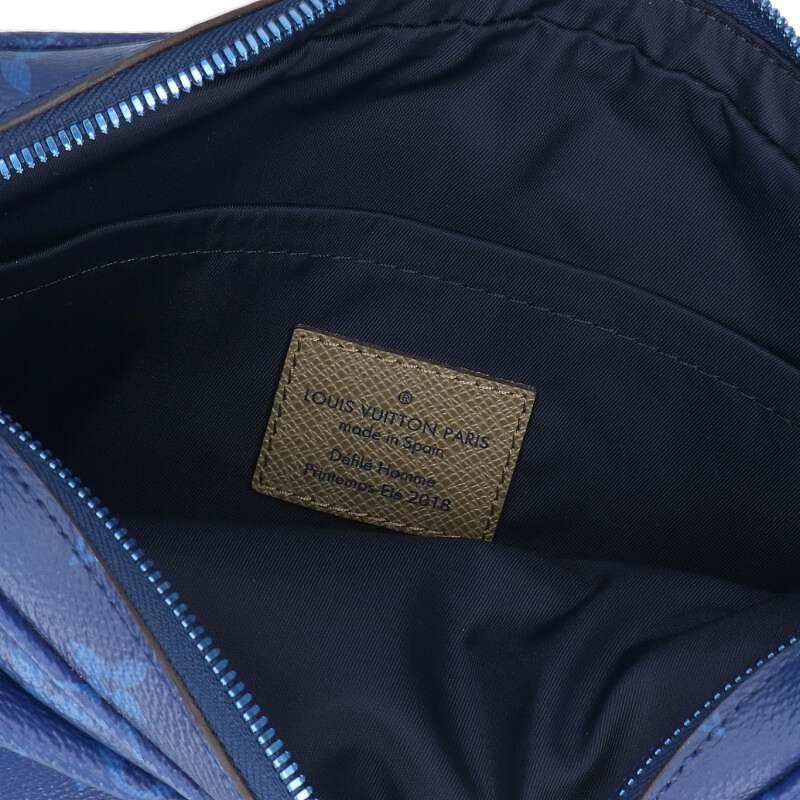 ®
LOUIS VUITTON PARIS
made in Spain
Défilé Homme
Printemps-Eté 2018